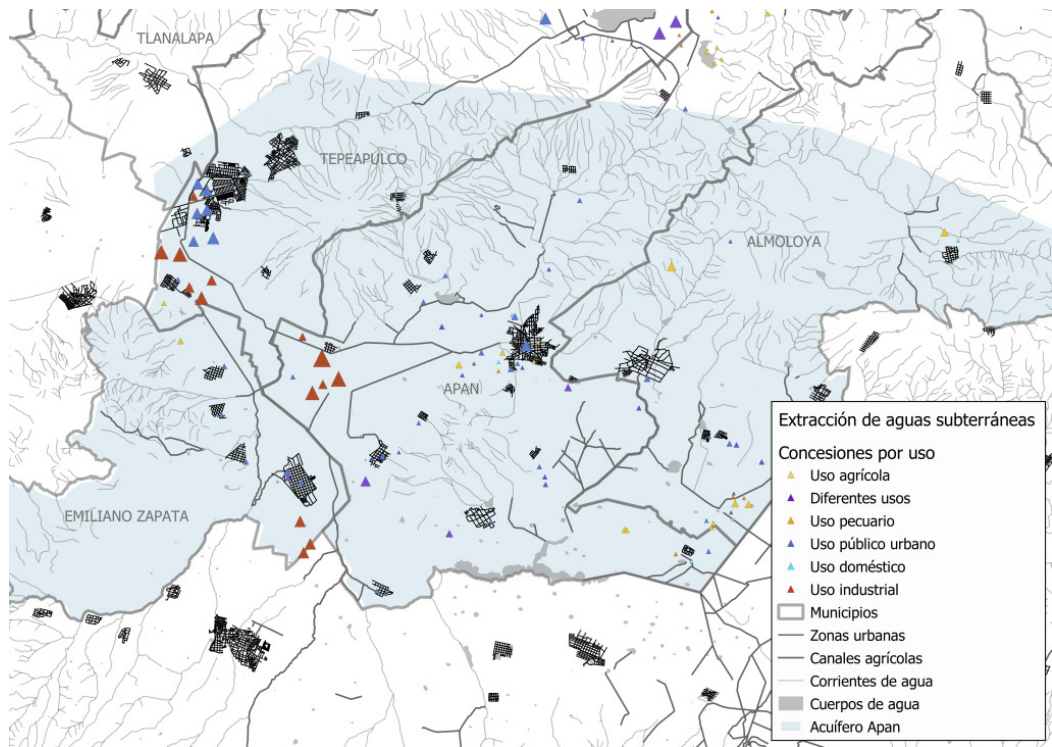 TLANALAPA
TEPEAPULCO
ALMOLOYA
APAN
EMILIANO ZAPATA
Extracción de aguas subterráneas
Concesiones por uso
Uso agrícola
Diferentes usos
Uso pecuario
Uso público urbano
Uso doméstico
Uso industrial
Municipios
Zonas urbanas
Canales agrícolas
Corrientes de agua
Cuerpos de agua
Acuífero Apan